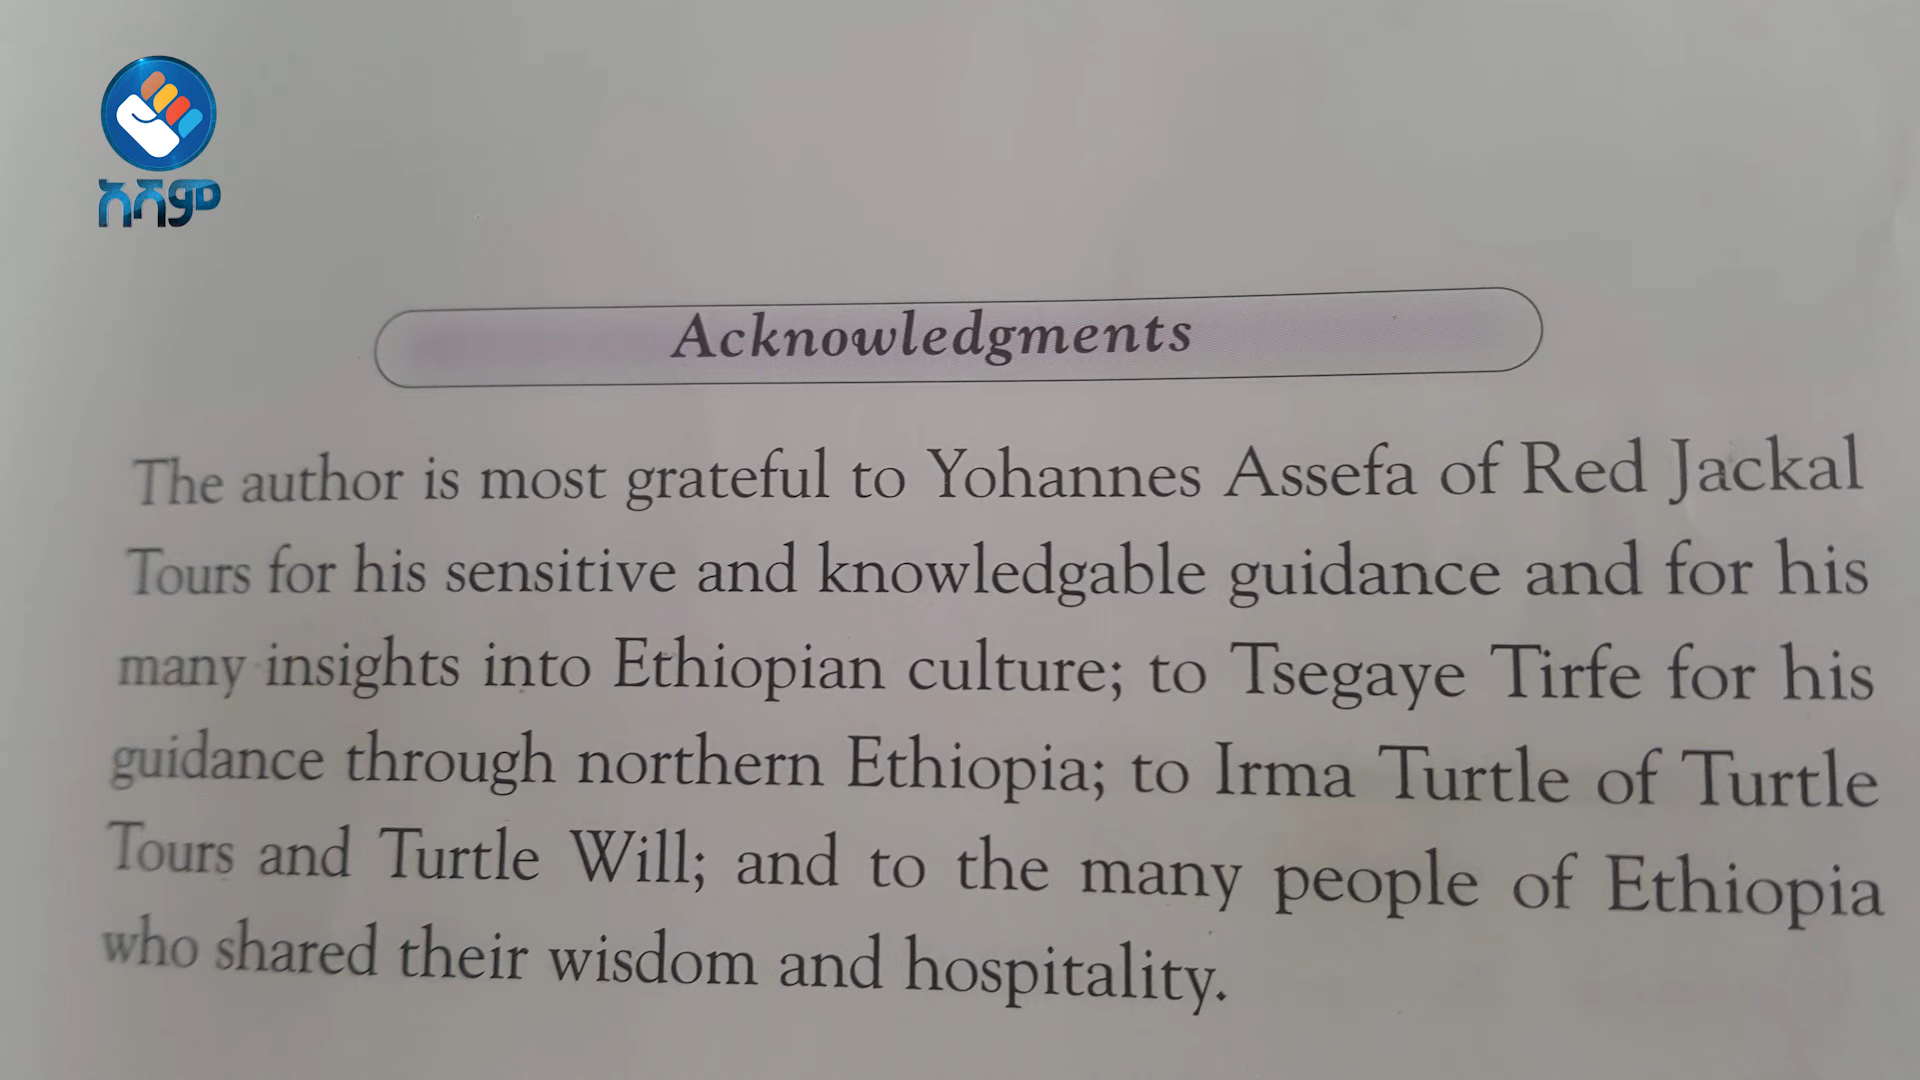 አሻም
Acknowledgments
The author is most grateful to Yohannes Assefa of Red Jackal
Tours for his sensitive and knowledgable guidance and for his
many insights into Ethiopian culture; to Tsegaye Tirfe for his
guidance through northern Ethiopia; to Irma Turtle of Turtle
Tours and Turtle Will; and to the many people of Ethiopia
who shared their wisdom and hospitality.